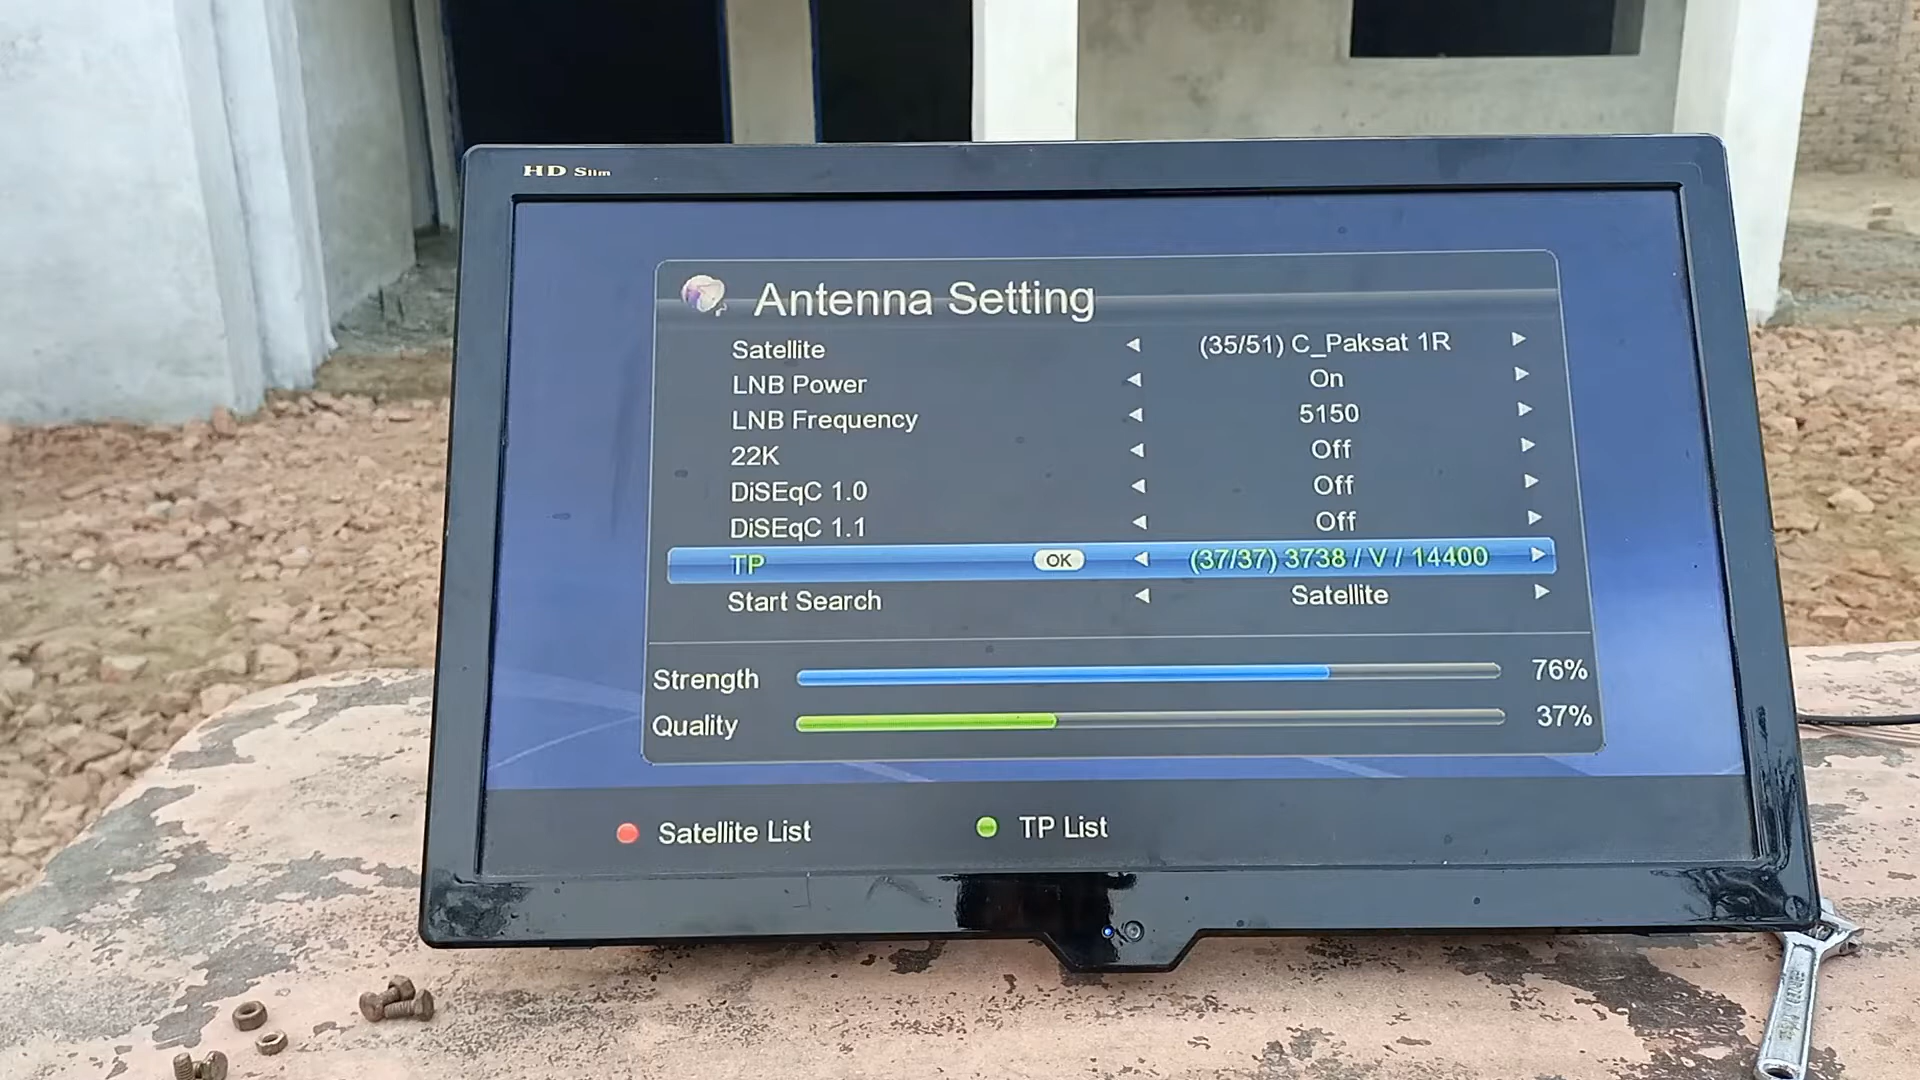 HD Slim
Antenna Setting
Satellite (35/51) C_Paksat 1R
LNB Power On
LNB Frequency 5150
22K Off
DiSEqC 1.0 Off
DiSEqC 1.1 Off
TP OK (37/37) 3738 / V / 14400
Start Search Satellite
Strength 76%
Quality 37%
Satellite List TP List